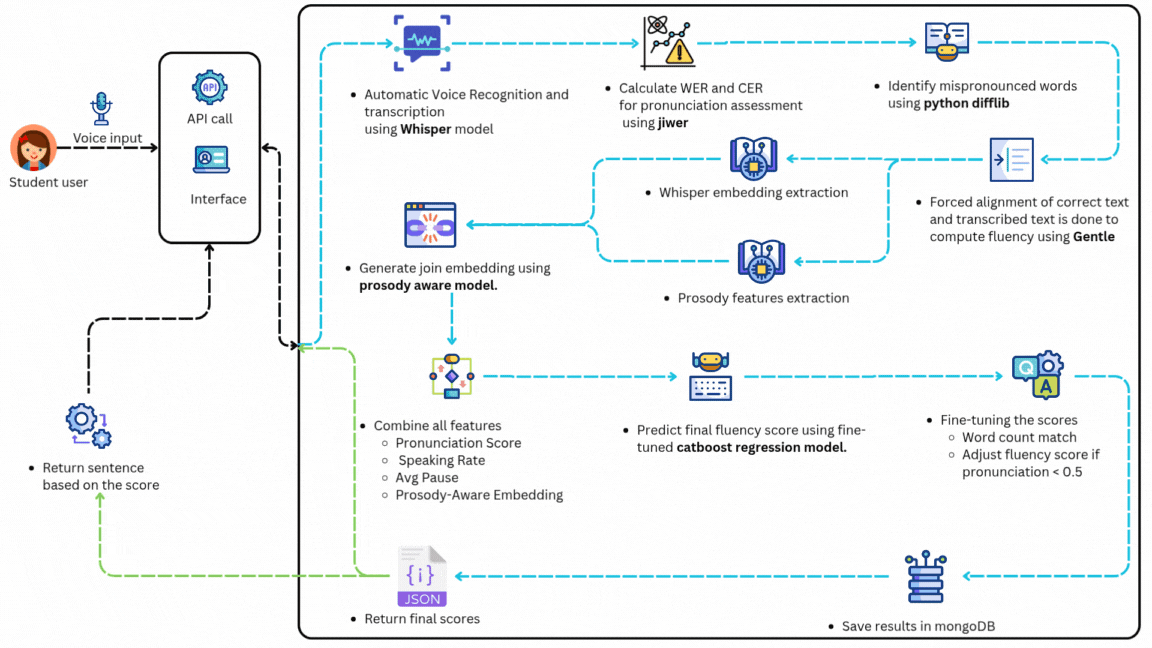 API
API call
Voice input
Student user
Interface
• Automatic Voice Recognition and
transcription
using Whisper model
• Calculate WER and CER
for pronunciation assessment
using jiwer
• Identify mispronounced words
using python difflib
• Forced alignment of correct text
and transcribed text is done to
compute fluency using Gentle
• Whisper embedding extraction
• Prosody features extraction
• Generate join embedding using
prosody aware model.
• Combine all features
◦ Pronunciation Score
◦ Speaking Rate
◦ Avg Pause
◦ Prosody-Aware Embedding
• Predict final fluency score using fine-
tuned catboost regression model.
Q
A
• Fine-tuning the scores
◦ Word count match
◦ Adjust fluency score if
pronunciation < 0.5
• Save results in mongoDB
{i}
JSON
• Return final scores
• Return sentence
based on the score